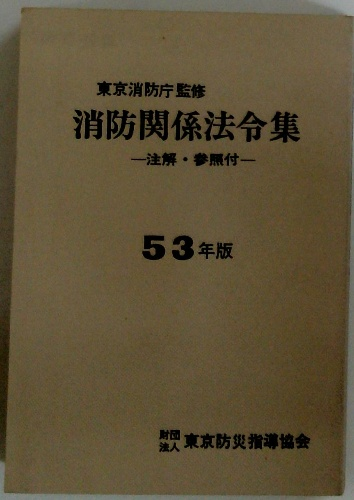 東京消防庁監修
消防関係法令集
―注解・参照付―
53年版
財団法人 東京防災指導協会